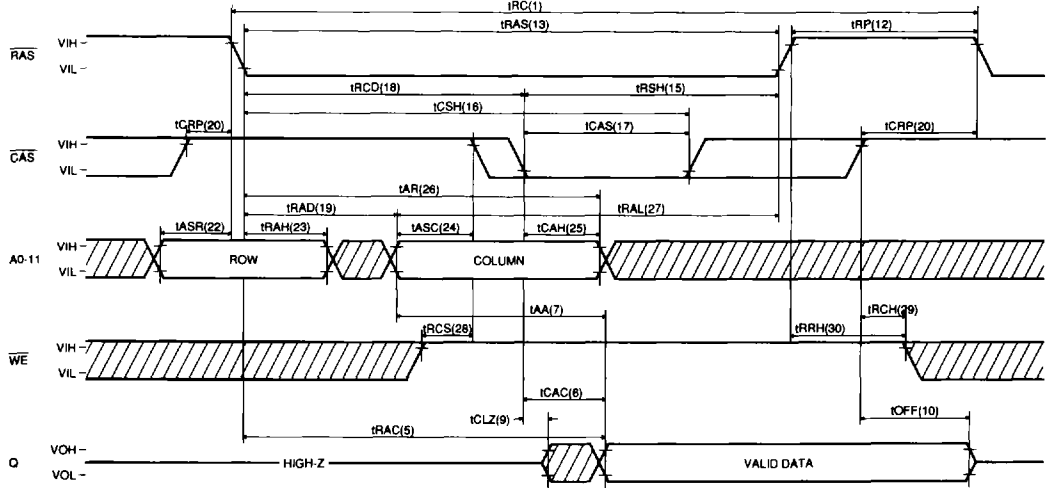 tRC(1)
tRAS(13) tRP(12)
RAS VIH VIL
tRCD(18) tRSH(15)
tCSH(16)
tCRP(20) tCAS(17) tCRP(20)
CAS VIH VIL
tAR(26)
tRAD(19) tRAL(27)
tASR(22) tRAH(23) tASC(24) tCAH(25)
A0-11 VIH VIL ROW COLUMN
tAA(7) tRCH(29)
tRCS(28) tRRH(30)
WE VIH VIL
tCAC(6)
tCLZ(9) tOFF(10)
tRAC(5)
Q VOH VOL HIGH-Z VALID DATA